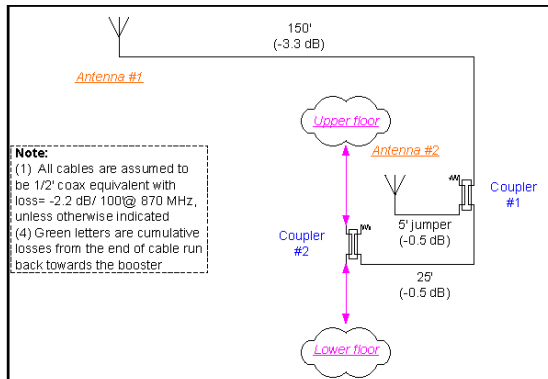 150'
(-3.3 dB)
Antenna #1
Upper floor
Antenna #2
Note:
(1) All cables are assumed to
be 1/2' coax equivalent with
loss= -2.2 dB/ 100'@ 870 MHz,
unless otherwise indicated
(4) Green letters are cumulative
losses from the end of cable run
back towards the booster
Coupler
#1
5' jumper
(-0.5 dB)
Coupler
#2
25'
(-0.5 dB)
Lower floor